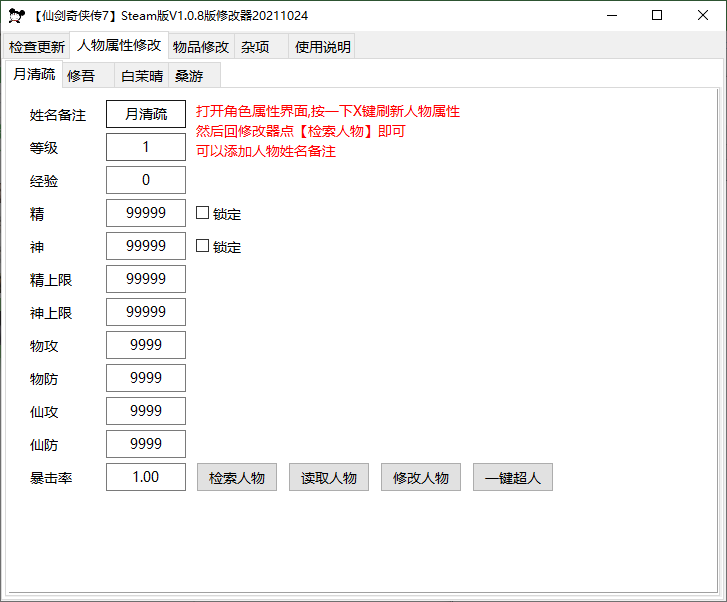 【仙剑奇侠传7】Steam版V1.0.8版修改器20211024
检查更新 人物属性修改 物品修改 杂项 使用说明
月清疏 修吾 白茉晴 桑游
姓名备注 月清疏 打开角色属性界面,按一下X键刷新人物属性
然后回修改器点【检索人物】即可
等级 1
可以添加人物姓名备注
经验 0
精 99999 锁定
神 99999 锁定
精上限 99999
神上限 99999
物攻 9999
物防 9999
仙攻 9999
仙防 9999
暴击率 1.00 检索人物 读取人物 修改人物 一键超人